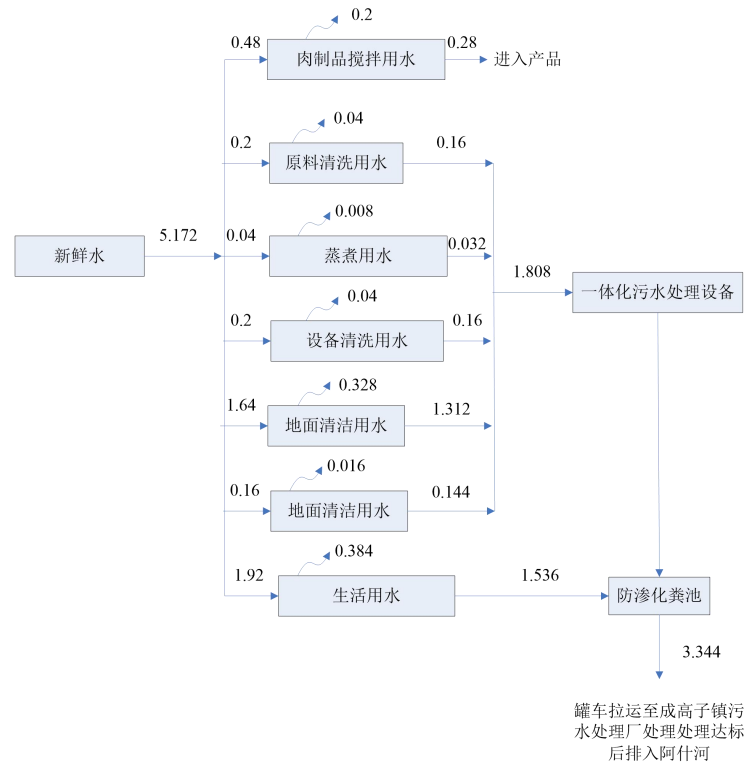 0.2
0.48
肉制品搅拌用水
0.28
进入产品
0.04
0.2
原料清洗用水
0.16
0.008
新鲜水
5.172
0.04
蒸煮用水
0.032
1.808
一体化污水处理设备
0.04
0.2
设备清洗用水
0.16
0.328
1.64
地面清洁用水
1.312
0.016
0.16
地面清洁用水
0.144
0.384
1.92
生活用水
1.536
防渗化粪池
3.344
罐车拉运至成高子镇污
水处理厂处理处理达标
后排入阿什河